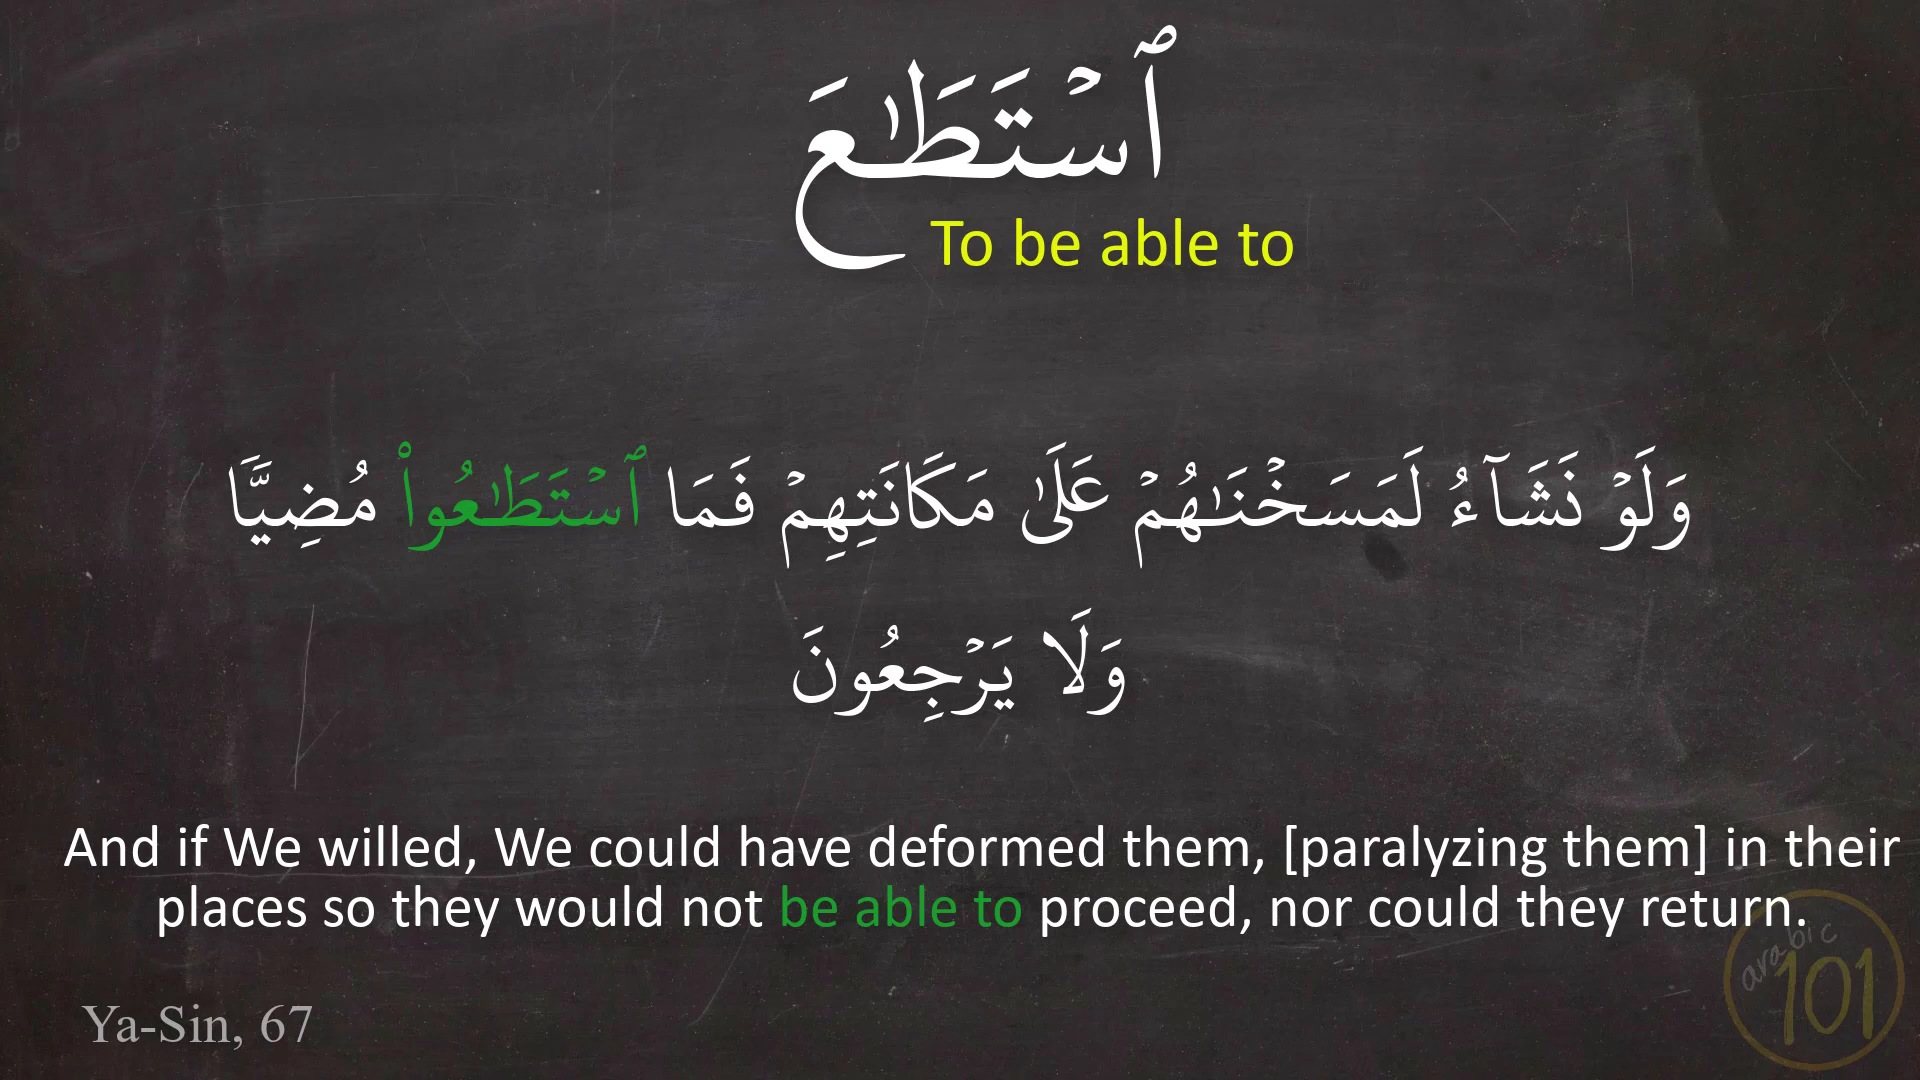 ٱسۡتَطَـٰعَ
To be able to
وَلَوۡ نَشَآءُ لَمَسَخۡنَـٰهُمۡ عَلَىٰ مَكَانَتِهِمۡ فَمَا ٱسۡتَطَـٰعُوا۟ مُضِيࣰّا
وَلَا يَرۡجِعُونَ
And if We willed, We could have deformed them, [paralyzing them] in their
places so they would not be able to proceed, nor could they return.
arabic
101
Ya-Sin, 67